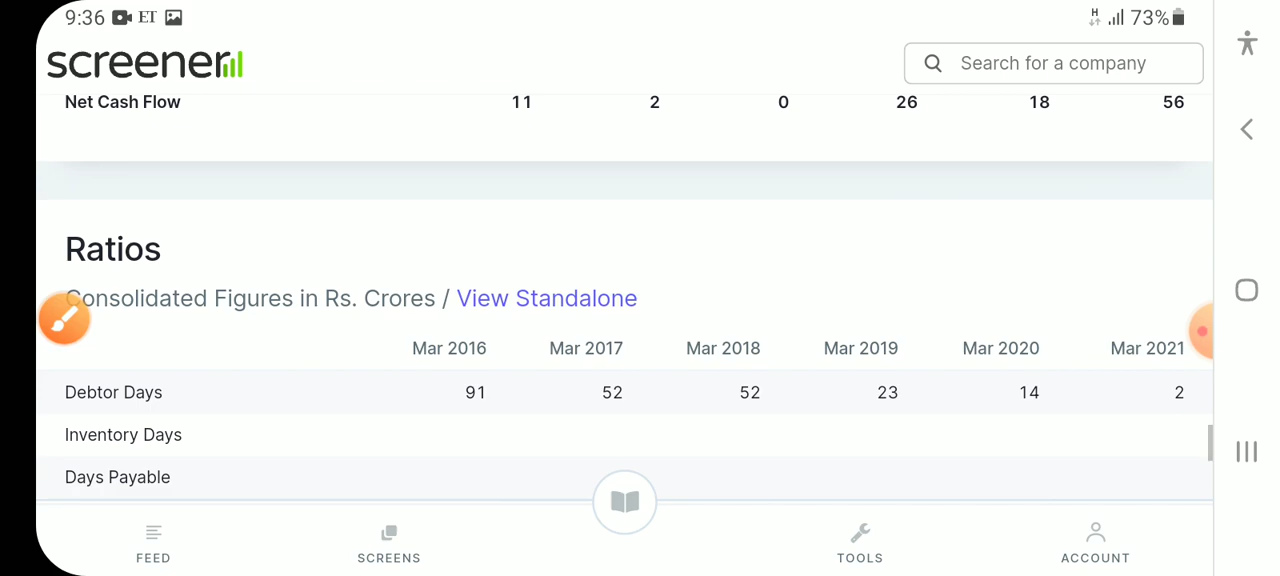 9:36 ET H 73%
screener Search for a company
Net Cash Flow 11 2 0 26 18 56
Ratios
Consolidated Figures in Rs. Crores / View Standalone
Mar 2016 Mar 2017 Mar 2018 Mar 2019 Mar 2020 Mar 2021
Debtor Days 91 52 52 23 14 2
Inventory Days
Days Payable
FEED SCREENS TOOLS ACCOUNT